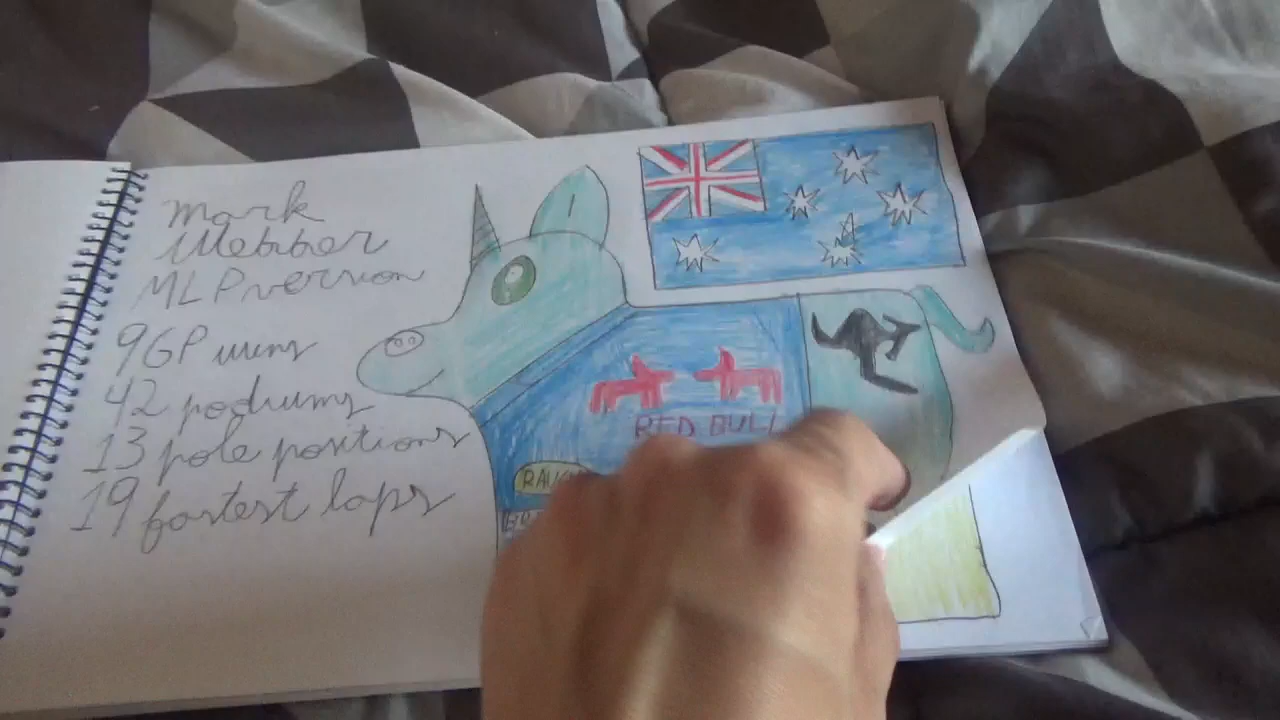 Mark
Webber
MLP version
9 GP wins
42 podiums
13 pole positions
19 fastest laps
RED BULL